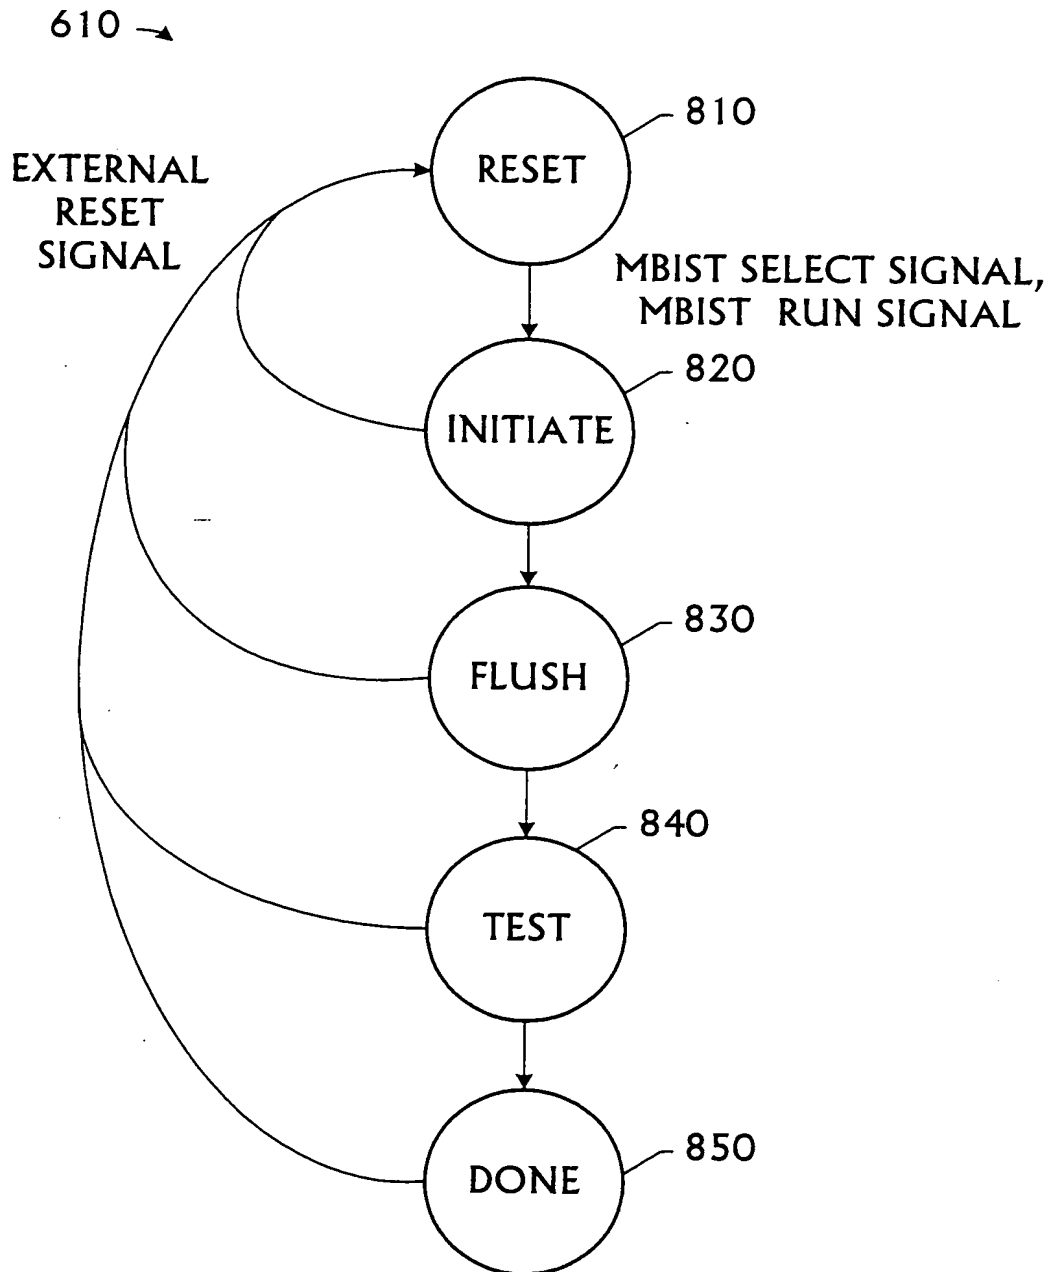 610
810
RESET
EXTERNAL
RESET
SIGNAL
MBIST SELECT SIGNAL,
MBIST RUN SIGNAL
820
INITIATE
830
FLUSH
840
TEST
850
DONE